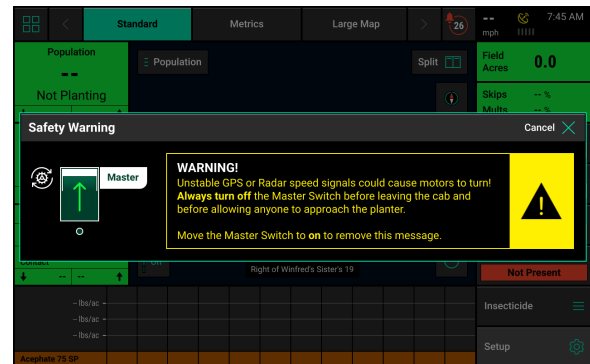 Standard
Metrics
Large Map
26
--
mph
7:45 AM
Population
--
Not Planting
Population
Split
Field
Acres
0.0
Skips
-- %
Mults
-- %
Safety Warning
Cancel
Master
WARNING!
Unstable GPS or Radar speed signals could cause motors to turn!
Always turn off the Master Switch before leaving the cab and
before allowing anyone to approach the planter.
Move the Master Switch to on to remove this message.
Contact
-- --
Right of Winfred's Sister's 19
Not Present
-- lbs/ac
-- lbs/ac
-- lbs/ac
Insecticide
Setup
Acephate 75 SP